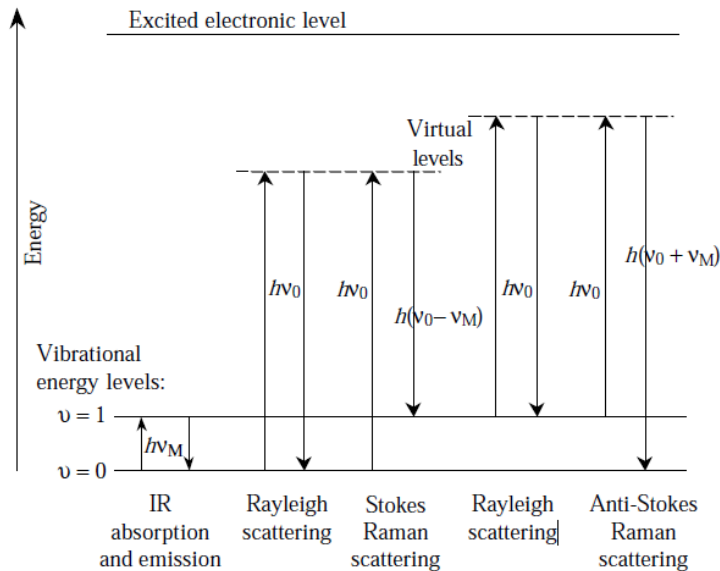 Excited electronic level
Energy
Virtual
levels
hν0
hν0
h(ν0– νM)
hν0
hν0
h(ν0 + νM)
Vibrational
energy levels:
υ = 1
hνM
υ = 0
IR
absorption
and emission
Rayleigh
scattering
Stokes
Raman
scattering
Rayleigh
scattering
Anti-Stokes
Raman
scattering